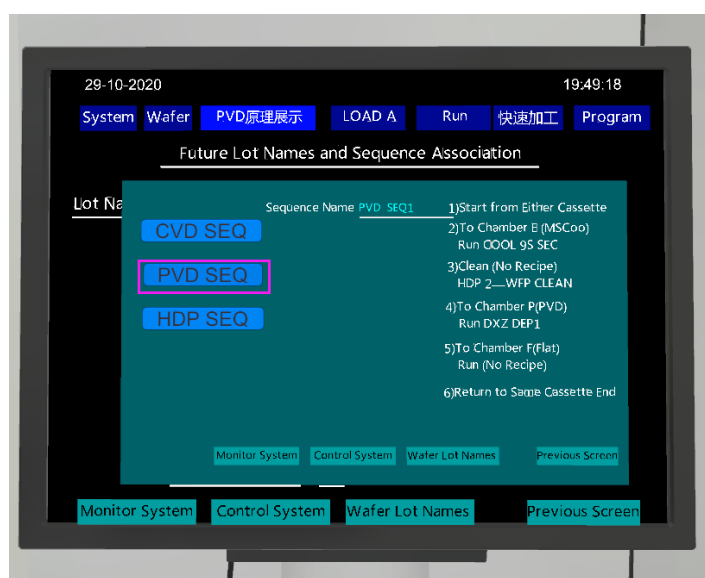 29-10-2020 19:49:18
System Wafer PVD原理展示 LOAD A Run 快速加工 Program
Future Lot Names and Sequence Association
Lot Na
Sequence Name PVD SEQ1
CVD SEQ
PVD SEQ
HDP SEQ
1)Start from Either Cassette
2)To Chamber E (MSCoo)
Run COOL 9S SEC
3)Clean (No Recipe)
HDP 2—WFP CLEAN
4)To Chamber P(PVD)
Run DXZ DEP1
5)To Chamber F(Flat)
Run (No Recipe)
6)Return to Same Cassette End
Monitor System Control System Wafer Lot Names Previous Screen
Monitor System Control System Wafer Lot Names Previous Screen